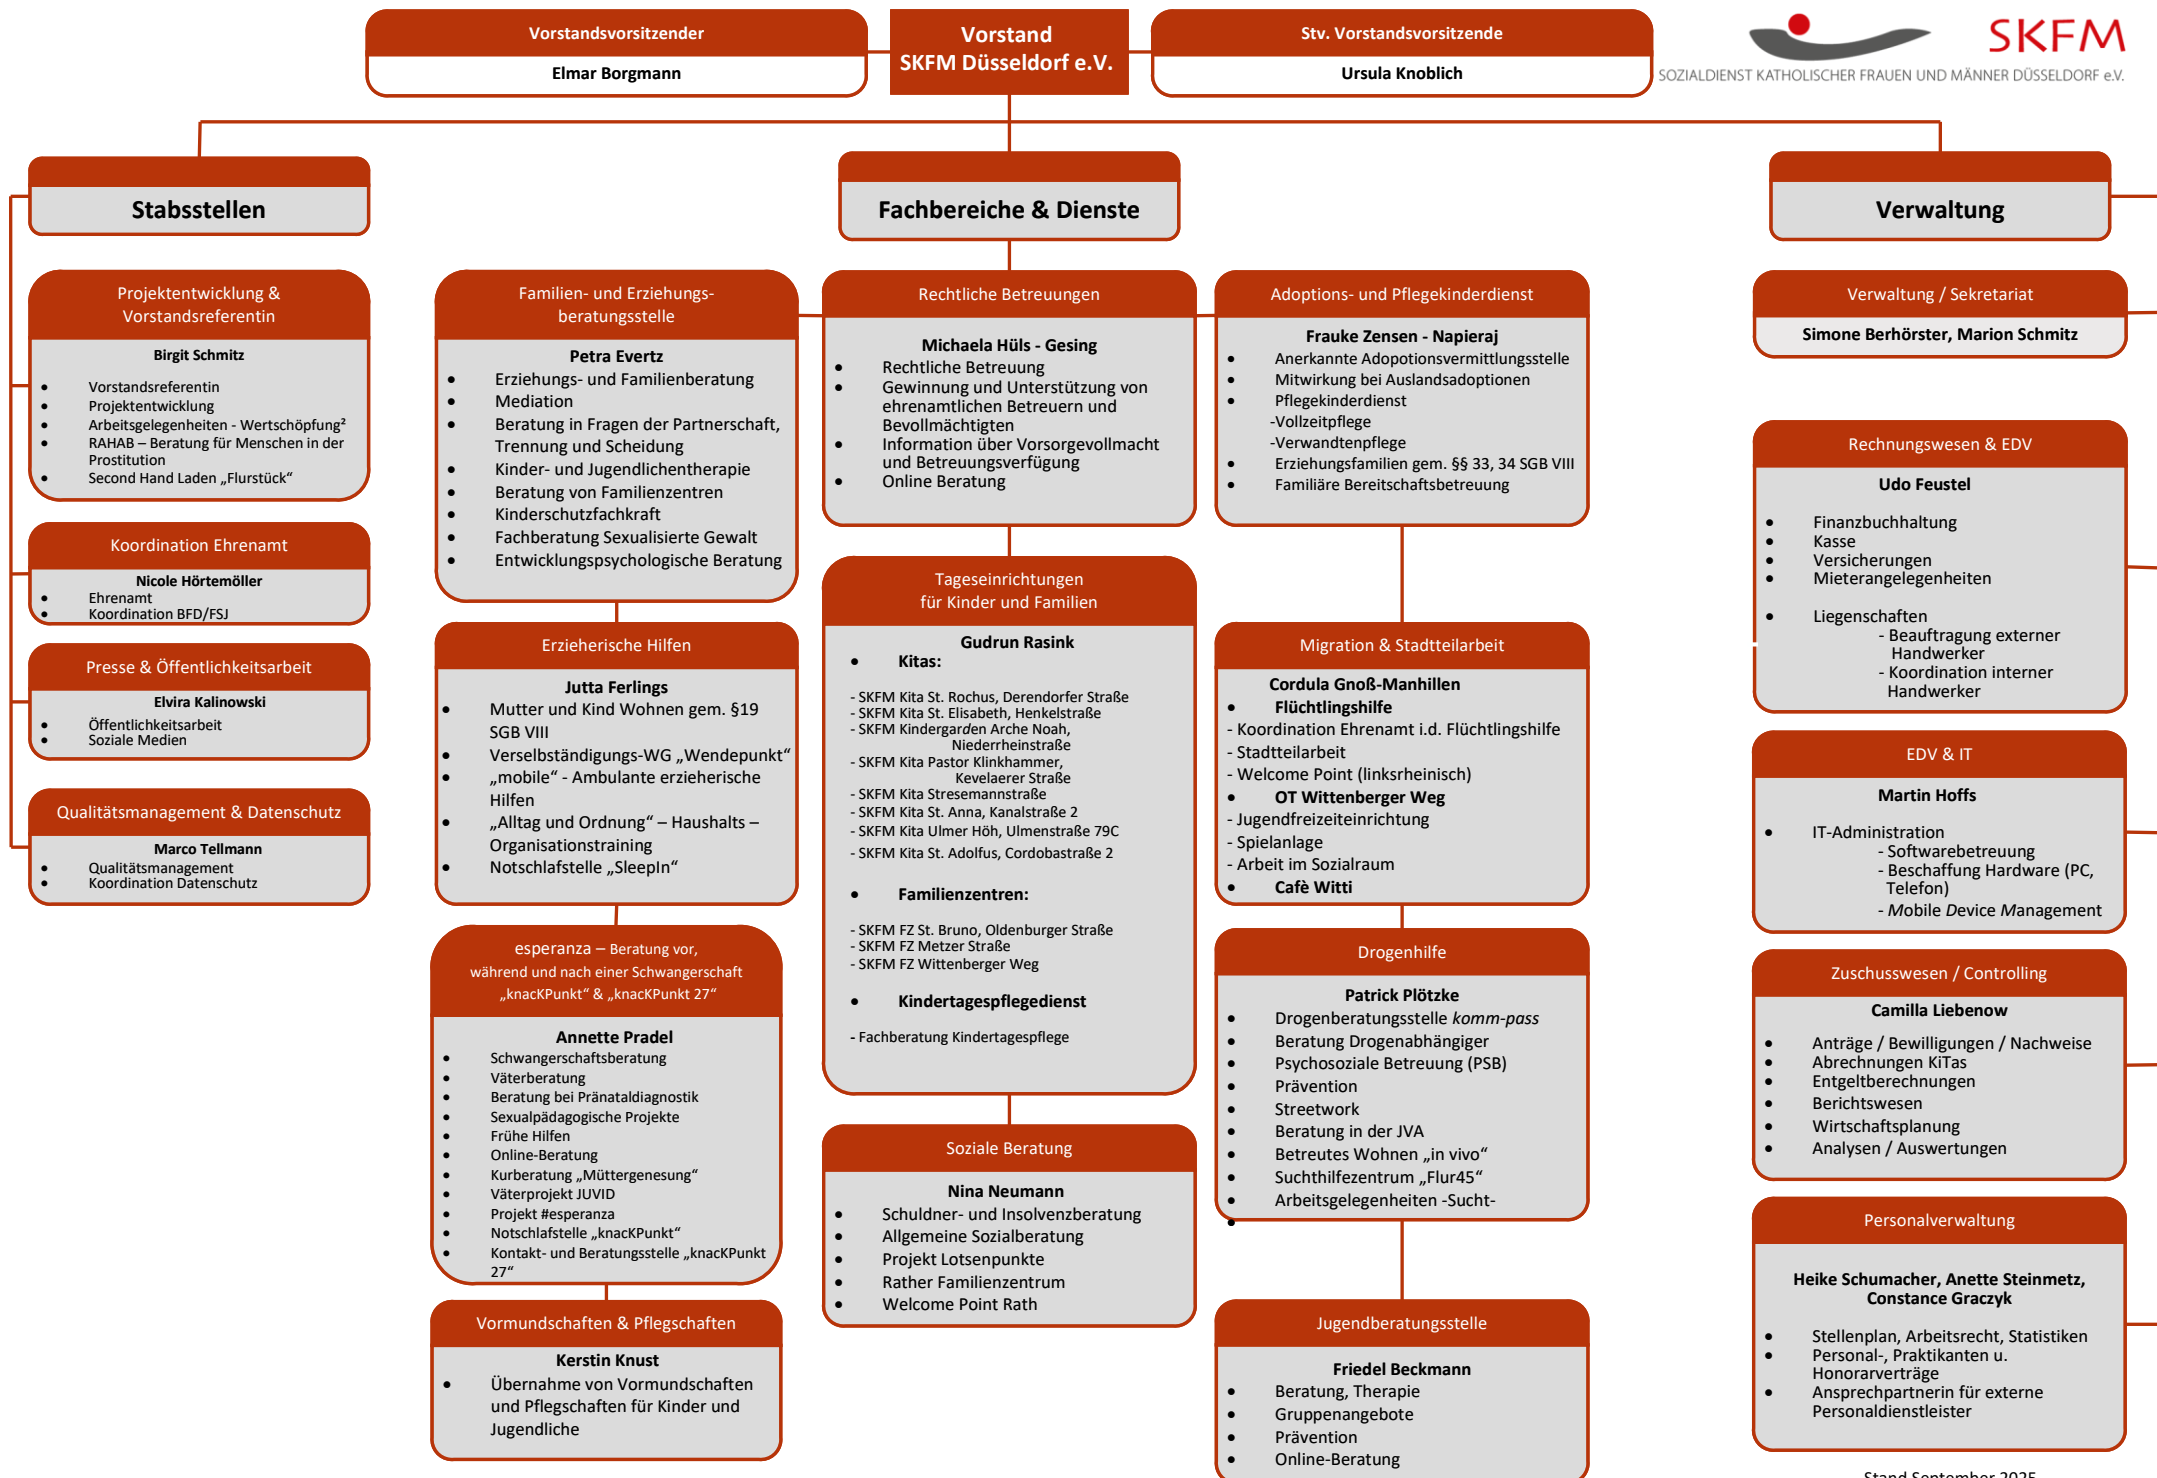 Vorstandsvorsitzender
Elmar Borgmann
Vorstand
SKFM Düsseldorf e.V.
Stv. Vorstandsvorsitzende
Ursula Knoblich
SKFM
SOZIALDIENST KATHOLISCHER FRAUEN UND MÄNNER DÜSSELDORF e.V.
Stabsstellen
Fachbereiche & Dienste
Verwaltung
Projektentwicklung &
Vorstandsreferentin
Birgit Schmitz
• Vorstandsreferentin
• Projektentwicklung
• Arbeitsgelegenheiten - Wertschöpfung²
• RAHAB – Beratung für Menschen in der
Prostitution
• Second Hand Laden „Flurstück“
Koordination Ehrenamt
Nicole Hörtemöller
• Ehrenamt
• Koordination BFD/FSJ
Presse & Öffentlichkeitsarbeit
Elvira Kalinowski
• Öffentlichkeitsarbeit
• Soziale Medien
Qualitätsmanagement & Datenschutz
Marco Tellmann
• Qualitätsmanagement
• Koordination Datenschutz
Familien- und Erziehungs-
beratungsstelle
Petra Evertz
• Erziehungs- und Familienberatung
• Mediation
• Beratung in Fragen der Partnerschaft,
Trennung und Scheidung
• Kinder- und Jugendlichentherapie
• Beratung von Familienzentren
• Kinderschutzfachkraft
• Fachberatung Sexualisierte Gewalt
• Entwicklungspsychologische Beratung
Erzieherische Hilfen
Jutta Ferlings
• Mutter und Kind Wohnen gem. §19
SGB VIII
• Verselbständigungs-WG „Wendepunkt“
• „mobile“ - Ambulante erzieherische
Hilfen
• „Alltag und Ordnung“ – Haushalts –
Organisationstraining
• Notschlafstelle „SleepIn“
esperanza – Beratung vor,
während und nach einer Schwangerschaft
„knacKPunkt“ & „knacKPunkt 27“
Annette Pradel
• Schwangerschaftsberatung
• Väterberatung
• Beratung bei Pränataldiagnostik
• Sexualpädagogische Projekte
• Frühe Hilfen
• Online-Beratung
• Kurberatung „Müttergenesung“
• Väterprojekt JUVID
• Projekt #esperanza
• Notschlafstelle „knacKPunkt“
• Kontakt- und Beratungsstelle „knacKPunkt
27“
Vormundschaften & Pflegschaften
Kerstin Knust
• Übernahme von Vormundschaften
und Pflegschaften für Kinder und
Jugendliche
Rechtliche Betreuungen
Michaela Hüls - Gesing
• Rechtliche Betreuung
• Gewinnung und Unterstützung von
ehrenamtlichen Betreuern und
Bevollmächtigten
• Information über Vorsorgevollmacht
und Betreuungsverfügung
• Online Beratung
Tageseinrichtungen
für Kinder und Familien
Gudrun Rasink
• Kitas:
- SKFM Kita St. Rochus, Derendorfer Straße
- SKFM Kita St. Elisabeth, Henkelstraße
- SKFM Kindergarden Arche Noah,
Niederrheinstraße
- SKFM Kita Pastor Klinkhammer,
Kevelaerer Straße
- SKFM Kita Stresemannstraße
- SKFM Kita St. Anna, Kanalstraße 2
- SKFM Kita Ulmer Höh, Ulmenstraße 79C
- SKFM Kita St. Adolfus, Cordobastraße 2
• Familienzentren:
- SKFM FZ St. Bruno, Oldenburger Straße
- SKFM FZ Metzer Straße
- SKFM FZ Wittenberger Weg
• Kindertagespflegedienst
- Fachberatung Kindertagespflege
Soziale Beratung
Nina Neumann
• Schuldner- und Insolvenzberatung
• Allgemeine Sozialberatung
• Projekt Lotsenpunkte
• Rather Familienzentrum
• Welcome Point Rath
Adoptions- und Pflegekinderdienst
Frauke Zensen - Napieraj
• Anerkannte Adopotionsvermittlungsstelle
• Mitwirkung bei Auslandsadoptionen
• Pflegekinderdienst
-Vollzeitpflege
-Verwandtenpflege
• Erziehungsfamilien gem. §§ 33, 34 SGB VIII
• Familiäre Bereitschaftsbetreuung
Migration & Stadtteilarbeit
Cordula Gnoß-Manhillen
• Flüchtlingshilfe
- Koordination Ehrenamt i.d. Flüchtlingshilfe
- Stadtteilarbeit
- Welcome Point (linksrheinisch)
• OT Wittenberger Weg
- Jugendfreizeiteinrichtung
- Spielanlage
- Arbeit im Sozialraum
• Cafè Witti
Drogenhilfe
Patrick Plötzke
• Drogenberatungsstelle komm-pass
• Beratung Drogenabhängiger
• Psychosoziale Betreuung (PSB)
• Prävention
• Streetwork
• Beratung in der JVA
• Betreutes Wohnen „in vivo“
• Suchthilfezentrum „Flur45“
• Arbeitsgelegenheiten -Sucht-
•
Jugendberatungsstelle
Friedel Beckmann
• Beratung, Therapie
• Gruppenangebote
• Prävention
• Online-Beratung
Verwaltung / Sekretariat
Simone Berhörster, Marion Schmitz
Rechnungswesen & EDV
Udo Feustel
• Finanzbuchhaltung
• Kasse
• Versicherungen
• Mieterangelegenheiten
• Liegenschaften
- Beauftragung externer
Handwerker
- Koordination interner
Handwerker
EDV & IT
Martin Hoffs
• IT-Administration
- Softwarebetreuung
- Beschaffung Hardware (PC,
Telefon)
- Mobile Device Management
Zuschusswesen / Controlling
Camilla Liebenow
• Anträge / Bewilligungen / Nachweise
• Abrechnungen KiTas
• Entgeltberechnungen
• Berichtswesen
• Wirtschaftsplanung
• Analysen / Auswertungen
Personalverwaltung
Heike Schumacher, Anette Steinmetz,
Constance Graczyk
• Stellenplan, Arbeitsrecht, Statistiken
• Personal-, Praktikanten u.
Honorarverträge
• Ansprechpartnerin für externe
Personaldienstleister
Stand September 2025